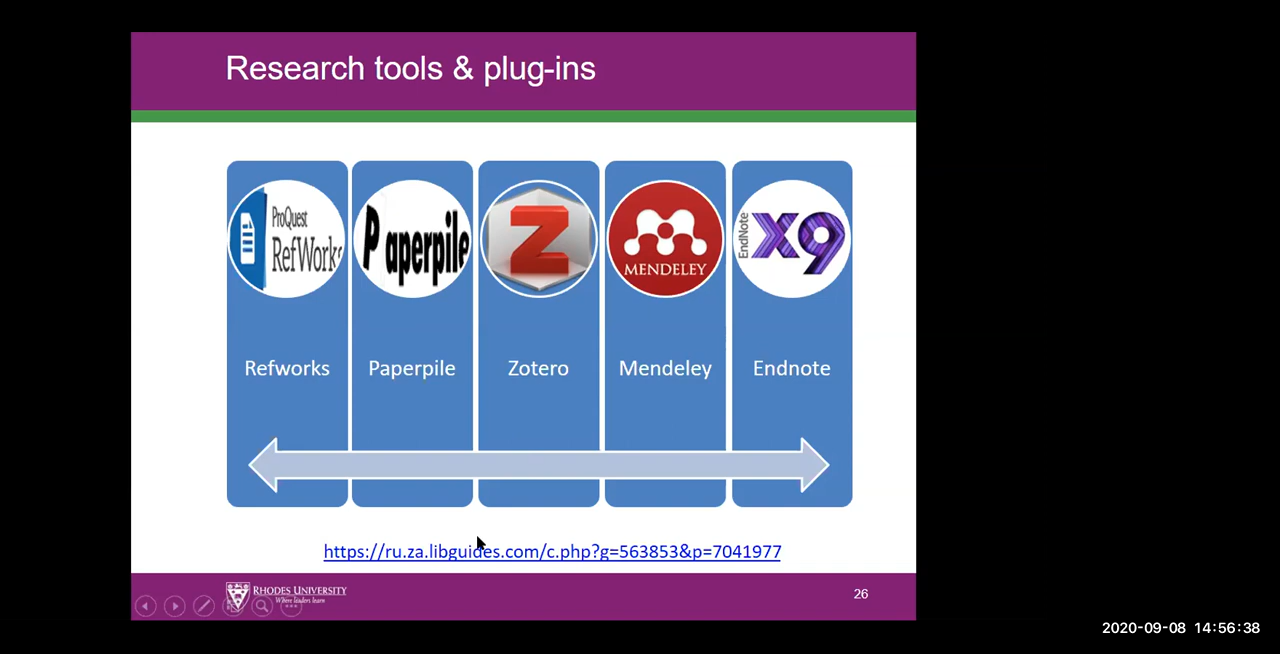 Research tools & plug-ins
ProQuest
RefWorks
Paperpile
Z
MENDELEY
EndNote
X9
Refworks
Paperpile
Zotero
Mendeley
Endnote
https://ru.za.libguides.com/c.php?g=563853&p=7041977
RHODES UNIVERSITY
Where leaders learn
26
2020-09-08 14:56:38